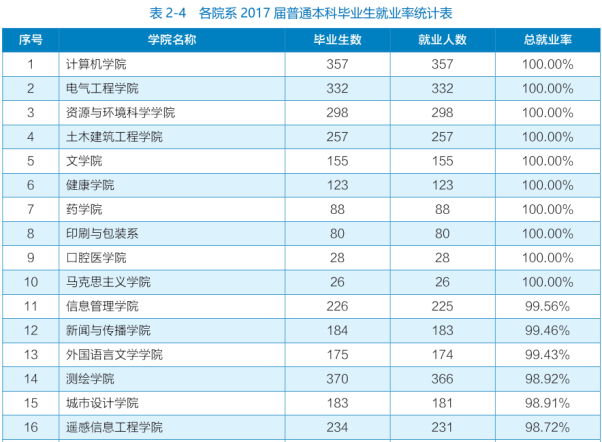 表 2-4 各院系 2017 届普通本科毕业生就业率统计表
序号 学院名称 毕业生数 就业人数 总就业率
1 计算机学院 357 357 100.00%
2 电气工程学院 332 332 100.00%
3 资源与环境科学学院 298 298 100.00%
4 土木建筑工程学院 257 257 100.00%
5 文学院 155 155 100.00%
6 健康学院 123 123 100.00%
7 药学院 88 88 100.00%
8 印刷与包装系 80 80 100.00%
9 口腔医学院 28 28 100.00%
10 马克思主义学院 26 26 100.00%
11 信息管理学院 226 225 99.56%
12 新闻与传播学院 184 183 99.46%
13 外国语言文学学院 175 174 99.43%
14 测绘学院 370 366 98.92%
15 城市设计学院 183 181 98.91%
16 遥感信息工程学院 234 231 98.72%